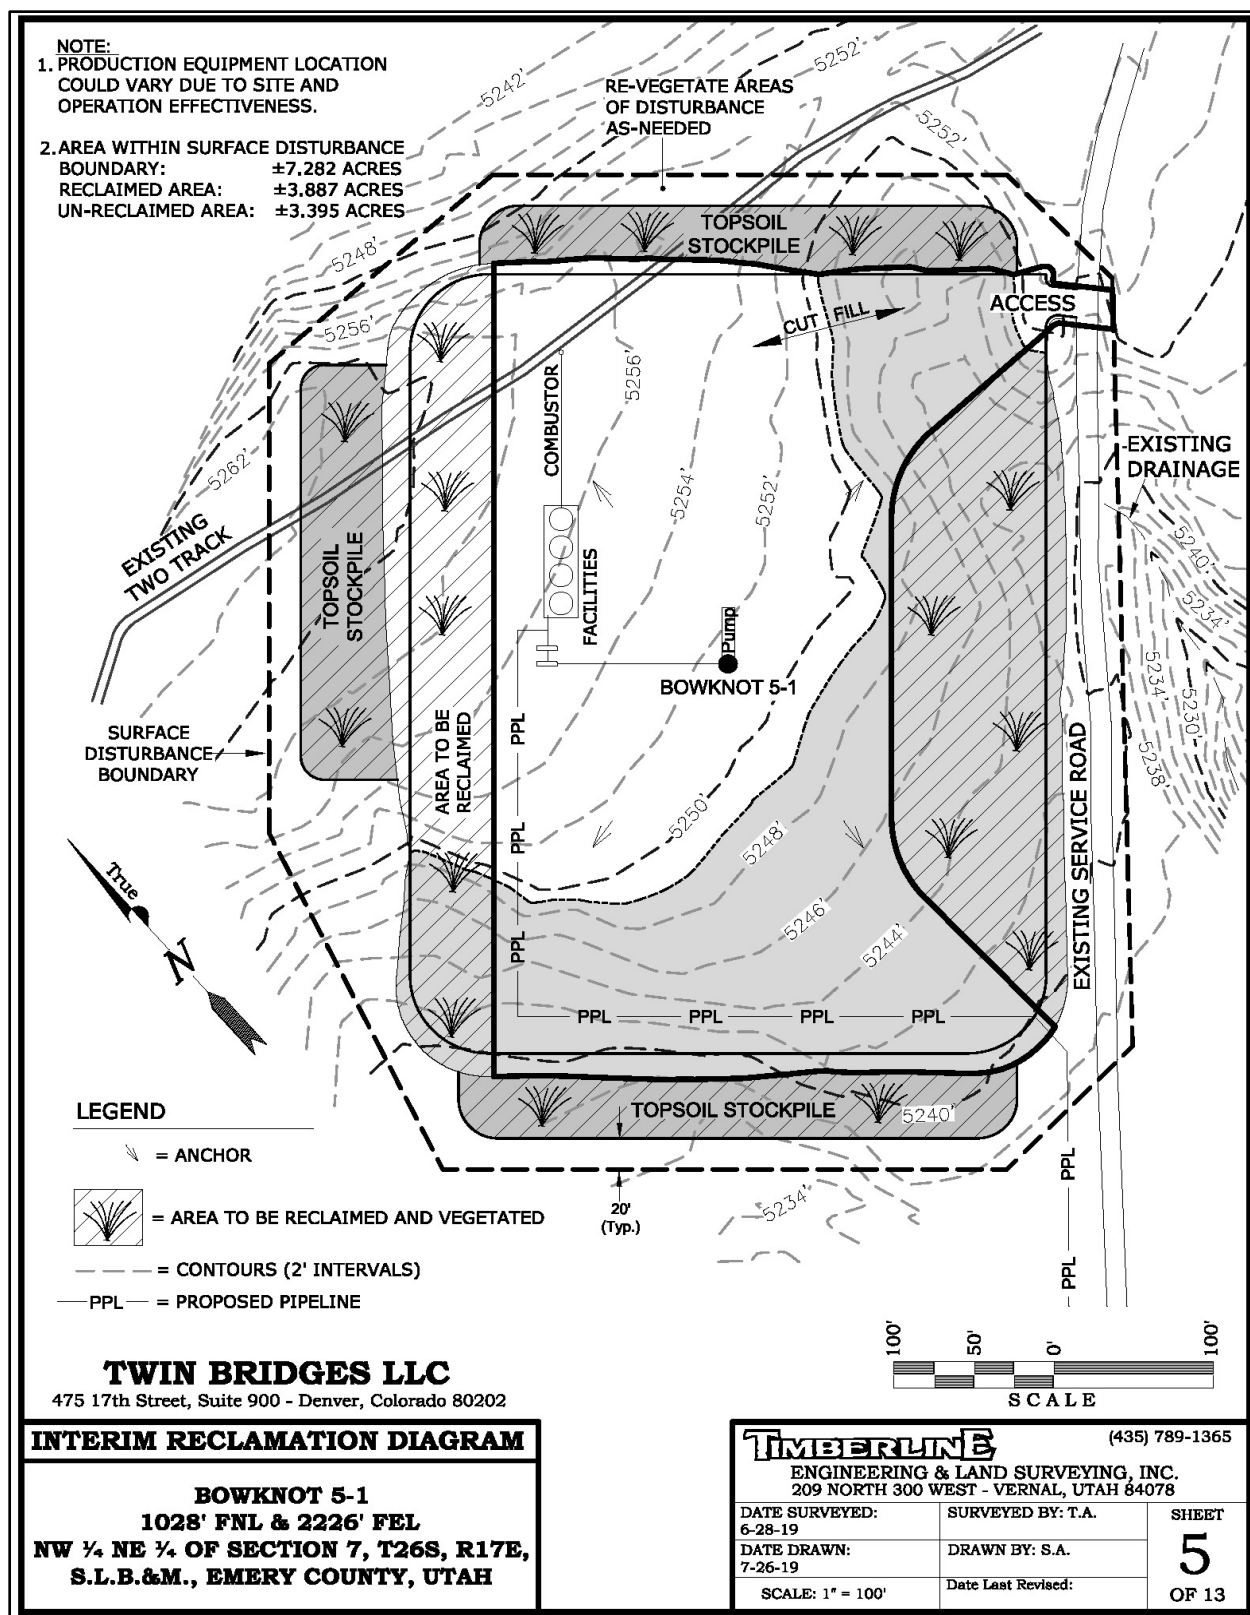 NOTE:
1. PRODUCTION EQUIPMENT LOCATION
COULD VARY DUE TO SITE AND
OPERATION EFFECTIVENESS.
2. AREA WITHIN SURFACE DISTURBANCE
BOUNDARY: ±7.282 ACRES
RECLAIMED AREA: ±3.887 ACRES
UN-RECLAIMED AREA: ±3.395 ACRES
5242'
5252'
RE-VEGETATE AREAS
OF DISTURBANCE
AS-NEEDED
5252'
5248'
TOPSOIL
STOCKPILE
ACCESS
CUT FILL
5256'
5256'
COMBUSTOR
5262'
5254'
5252'
EXISTING
DRAINAGE
EXISTING
TWO TRACK
TOPSOIL
STOCKPILE
FACILITIES
Pump
BOWKNOT 5-1
5240'
5234'
5234'
5230'
5238'
SURFACE
DISTURBANCE
BOUNDARY
AREA TO BE
RECLAIMED
PPL
PPL
PPL
5250'
5248'
5246'
5244'
EXISTING SERVICE ROAD
True
N
PPL
PPL
PPL
PPL
TOPSOIL STOCKPILE
5240'
PPL
PPL
20'
(Typ.)
5234'
LEGEND
= ANCHOR
= AREA TO BE RECLAIMED AND VEGETATED
= CONTOURS (2' INTERVALS)
PPL = PROPOSED PIPELINE
100' 50' 0' 100'
SCALE
TWIN BRIDGES LLC
475 17th Street, Suite 900 - Denver, Colorado 80202
INTERIM RECLAMATION DIAGRAM
BOWKNOT 5-1
1028' FNL & 2226' FEL
NW ¼ NE ¼ OF SECTION 7, T26S, R17E,
S.L.B.&M., EMERY COUNTY, UTAH
TIMBERLINE (435) 789-1365
ENGINEERING & LAND SURVEYING, INC.
209 NORTH 300 WEST - VERNAL, UTAH 84078
DATE SURVEYED:
6-28-19
SURVEYED BY: T.A.
DATE DRAWN:
7-26-19
DRAWN BY: S.A.
SCALE: 1" = 100'
Date Last Revised:
SHEET
5
OF 13